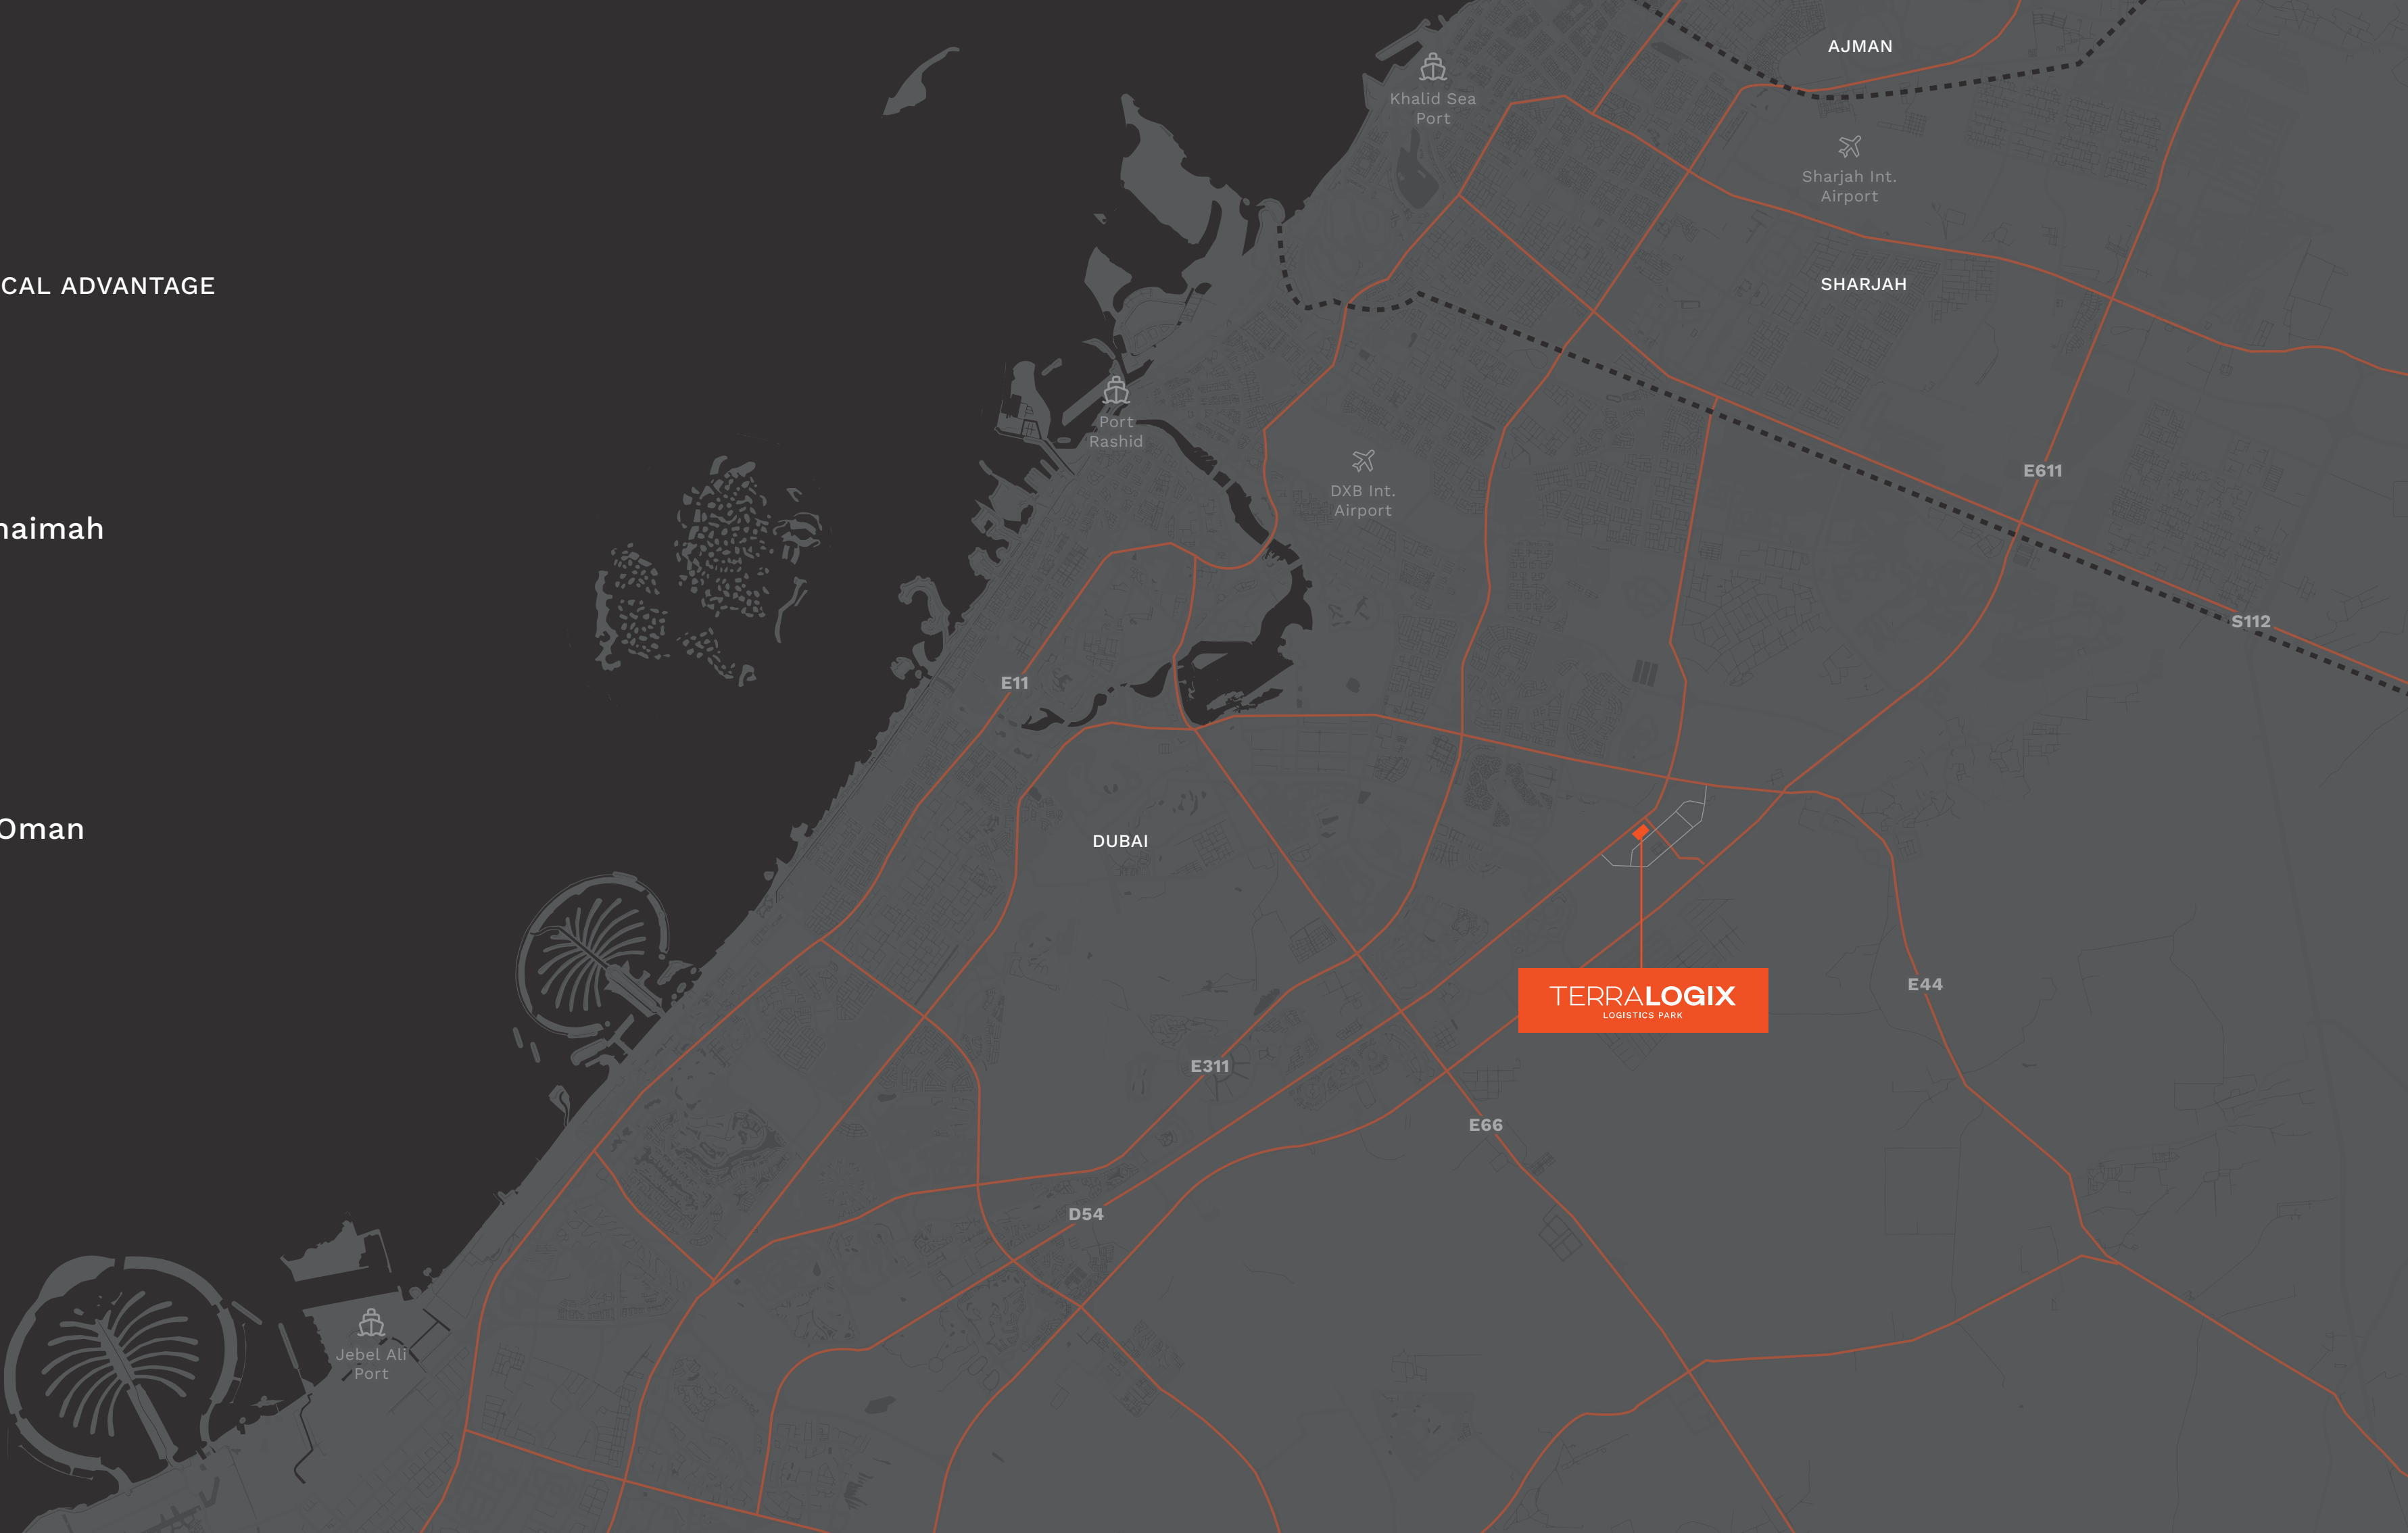 AJMAN
Khalid Sea
Port
Sharjah Int.
Airport
CAL ADVANTAGE
SHARJAH
Port
Rashid
E611
DXB Int.
Airport
naimah
S112
E11
Oman
DUBAI
E44
TERRALOGIX
LOGISTICS PARK
E311
E66
D54
Jebel Ali
Port